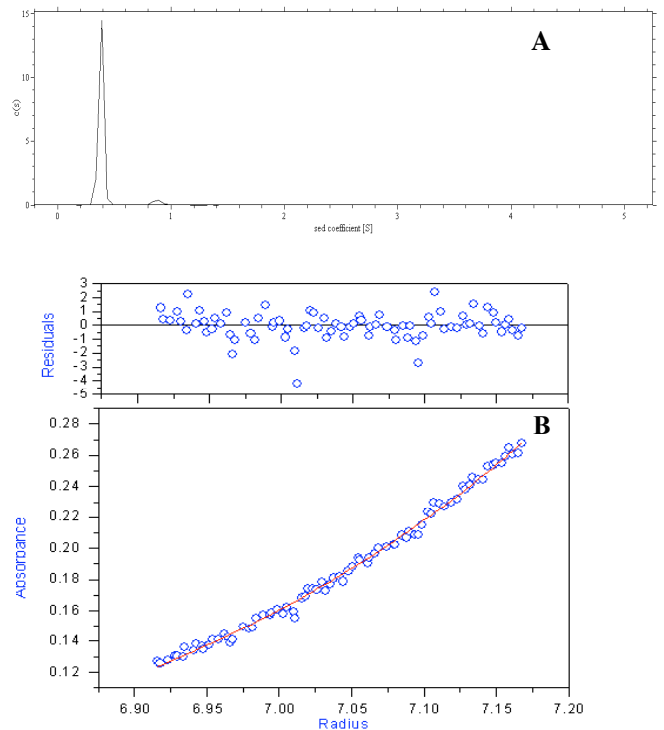 15
A
10
c(s)
5
0
0 1 2 3 4 5
sed coefficient [S]
3
2
1
0
-1
-2
-3
-4
-5
Residuals
B
0.28
0.26
0.24
0.22
0.20
0.18
0.16
0.14
0.12
Absorbance
6.90 6.95 7.00 7.05 7.10 7.15 7.20
Radius